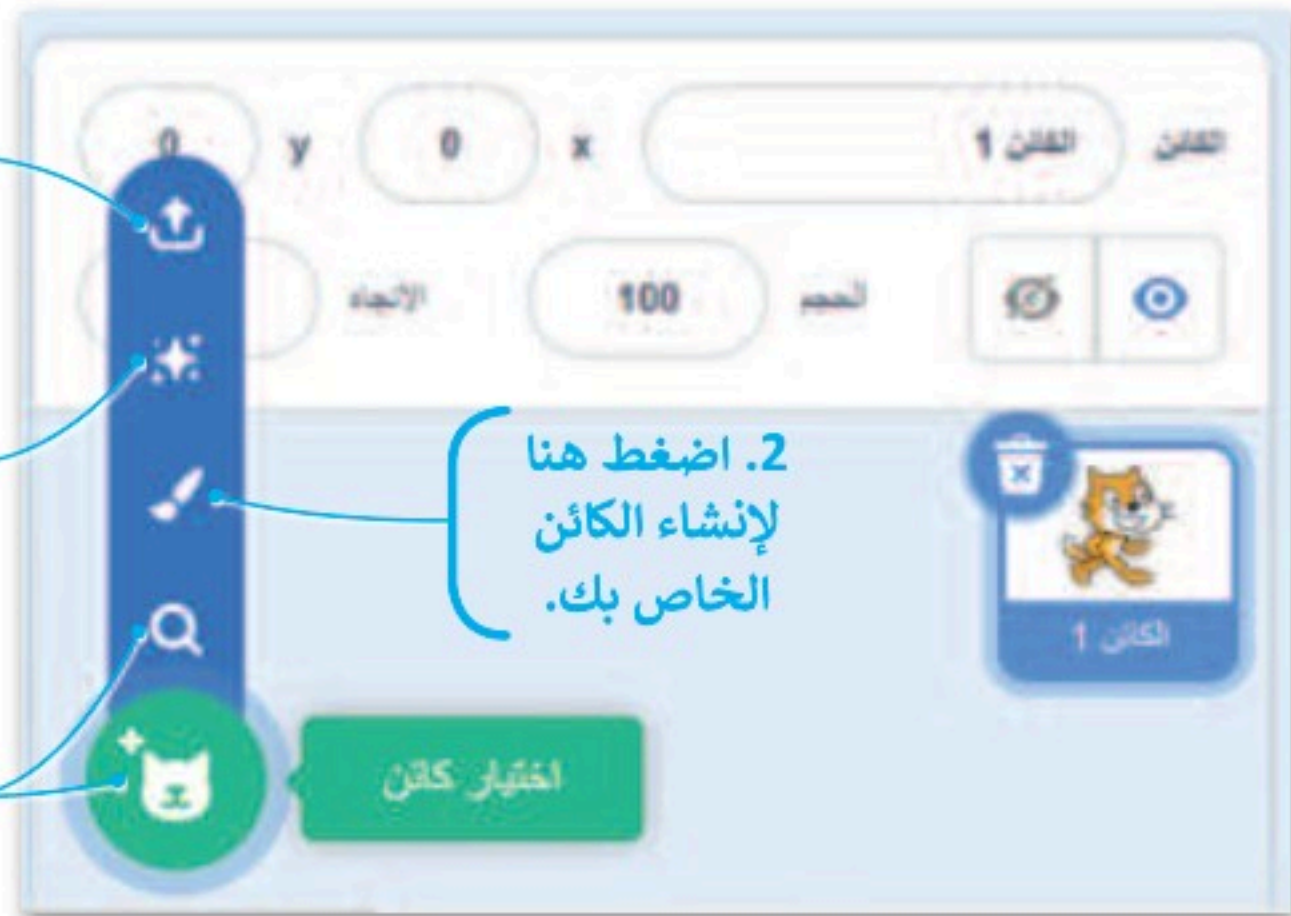 الكائن الكائن 1 x 0 y 0
الحجم 100 الاتجاه
2. اضغط هنا
لإنشاء الكائن
الخاص بك.
الكائن 1
اختيار كائن